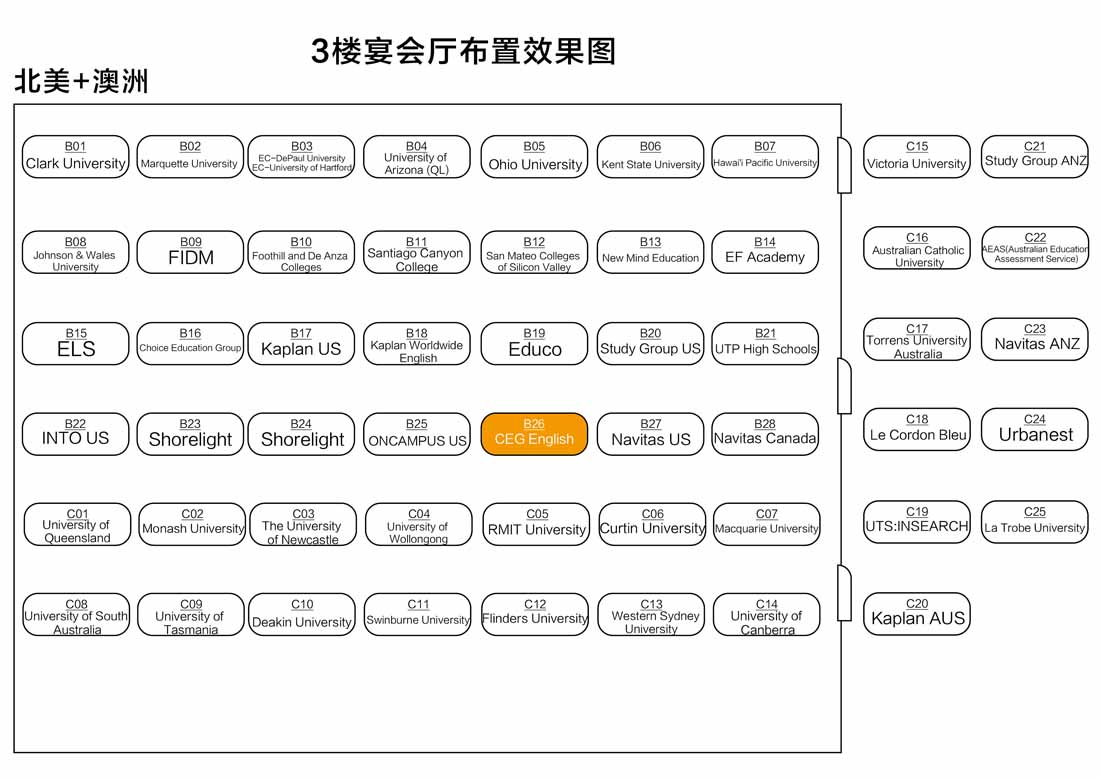 3楼宴会厅布置效果图
北美+澳洲
B01
Clark University
B02
Marquette University
B03
EC-DePaul University
EC-University of Hartford
B04
University of
Arizona (QL)
B05
Ohio University
B06
Kent State University
B07
Hawai'i Pacific University
C15
Victoria University
C21
Study Group ANZ
B08
Johnson & Wales
University
B09
FIDM
B10
Foothill and De Anza
Colleges
B11
Santiago Canyon
College
B12
San Mateo Colleges
of Silicon Valley
B13
New Mind Education
B14
EF Academy
C16
Australian Catholic
University
C22
AEAS(Australian Education
Assessment Service)
B15
ELS
B16
Choice Education Group
B17
Kaplan US
B18
Kaplan Worldwide
English
B19
Educo
B20
Study Group US
B21
UTP High Schools
C17
Torrens University
Australia
C23
Navitas ANZ
B22
INTO US
B23
Shorelight
B24
Shorelight
B25
ONCAMPUS US
B26
CEG English
B27
Navitas US
B28
Navitas Canada
C18
Le Cordon Bleu
C24
Urbanest
C01
University of
Queensland
C02
Monash University
C03
The University
of Newcastle
C04
University of
Wollongong
C05
RMIT University
C06
Curtin University
C07
Macquarie University
C19
UTS:INSEARCH
C25
La Trobe University
C08
University of South
Australia
C09
University of
Tasmania
C10
Deakin University
C11
Swinburne University
C12
Flinders University
C13
Western Sydney
University
C14
University of
Canberra
C20
Kaplan AUS